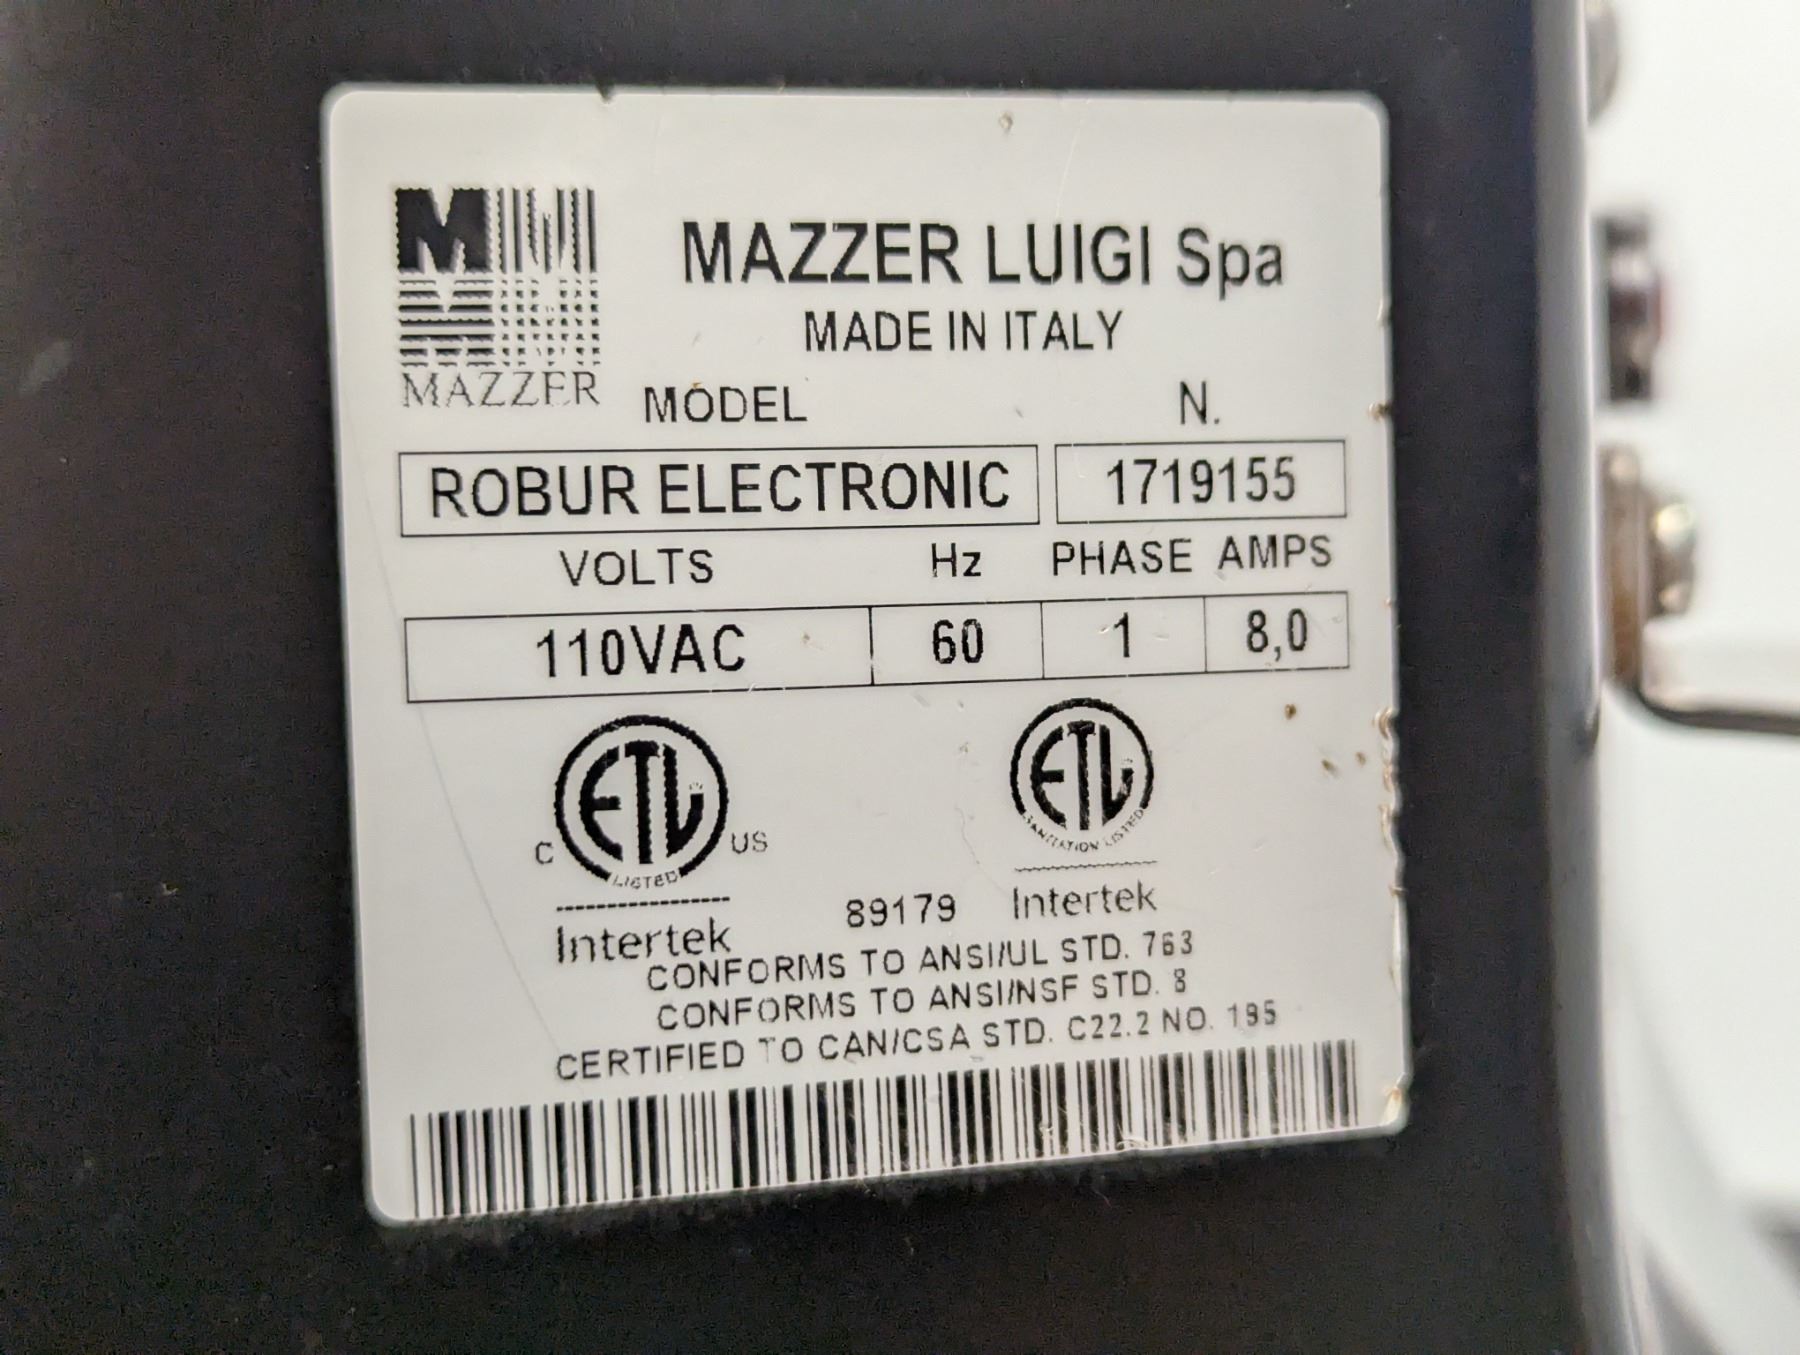 MAZZER
MAZZER LUIGI Spa
MADE IN ITALY
MODEL N.
ROBUR ELECTRONIC 1719155
VOLTS Hz PHASE AMPS
110VAC 60 1 8,0
C ETL US
LISTED
Intertek
ETL
SANITATION LISTED
Intertek
89179
CONFORMS TO ANSI/UL STD. 763
CONFORMS TO ANSI/NSF STD. 8
CERTIFIED TO CAN/CSA STD. C22.2 NO. 195